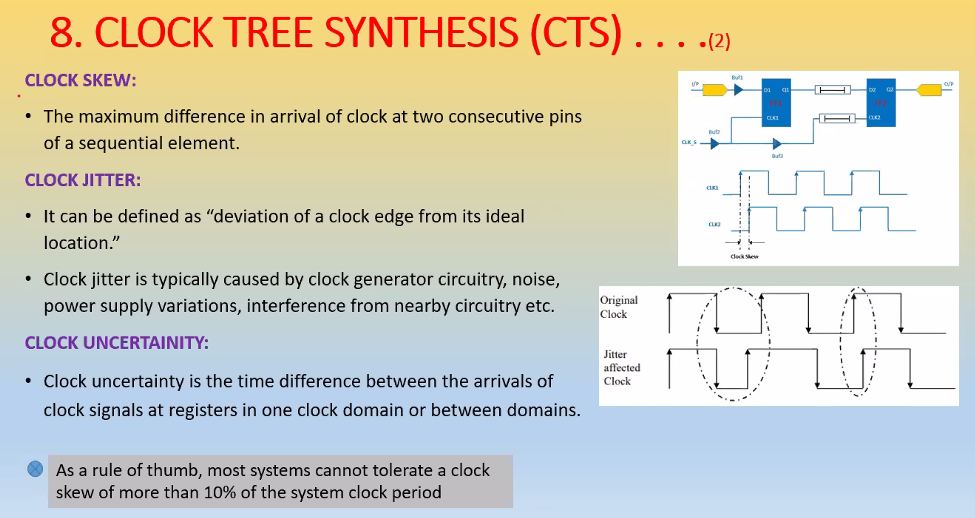 8. CLOCK TREE SYNTHESIS (CTS) . . . .(2)
CLOCK SKEW:
• The maximum difference in arrival of clock at two consecutive pins
of a sequential element.
CLOCK JITTER:
• It can be defined as “deviation of a clock edge from its ideal
location.”
• Clock jitter is typically caused by clock generator circuitry, noise,
power supply variations, interference from nearby circuitry etc.
CLOCK UNCERTAINITY:
• Clock uncertainty is the time difference between the arrivals of
clock signals at registers in one clock domain or between domains.
As a rule of thumb, most systems cannot tolerate a clock
skew of more than 10% of the system clock period
I/P Buf1 D1 Q1 D2 Q2 O/P
FF1 FF2
CLK1 CLK2
Buf2
CLK_S
Buf3
CLK1
CLK2
Clock Skew
Original
Clock
Jitter
affected
Clock